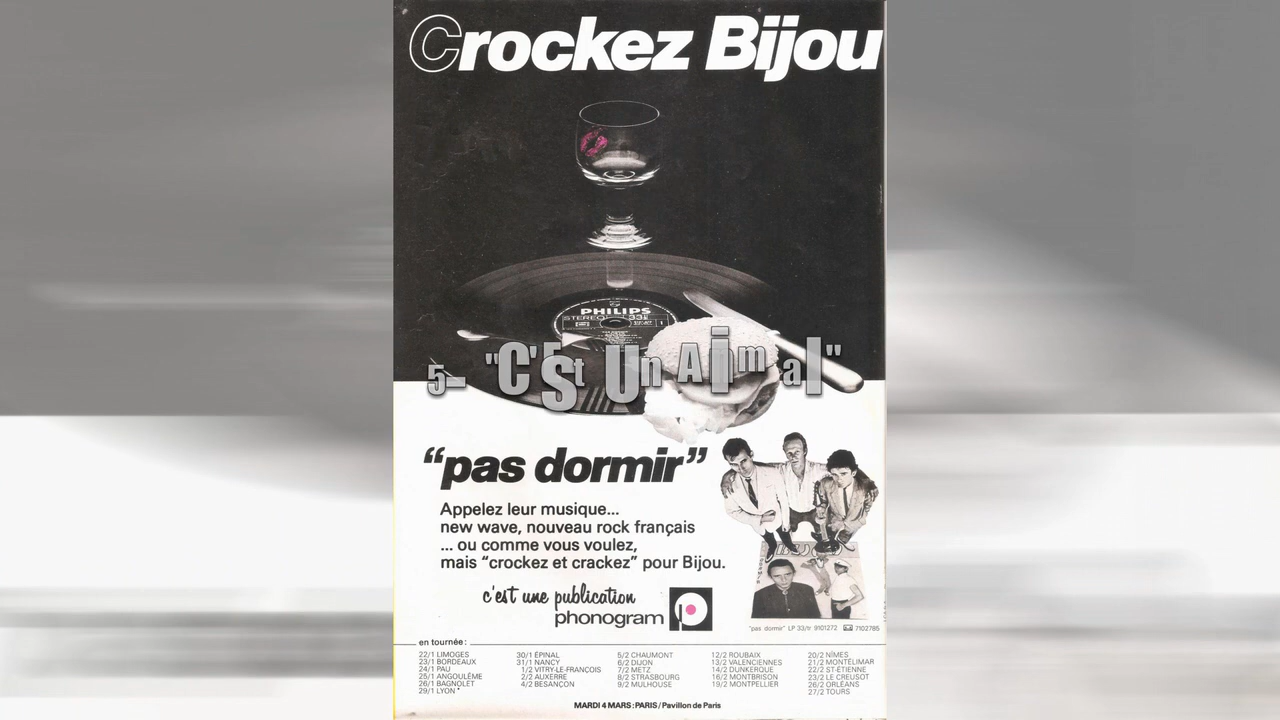 Crockez Bijou
PHILIPS
STEREO 33⅓
5- "C'Est Un Animal"
“pas dormir”
Appelez leur musique...
new wave, nouveau rock français
... ou comme vous voulez,
mais “crockez et crackez” pour Bijou.
c'est une publication
phonogram
"pas dormir" LP 33/tr 9101272 7102785
en tournée :
22/1 LIMOGES
23/1 BORDEAUX
24/1 PAU
25/1 ANGOULÉME
26/1 BAGNOLET
29/1 LYON
30/1 ÉPINAL
31/1 NANCY
1/2 VITRY-LE-FRANÇOIS
2/2 AUXERRE
4/2 BESANÇON
5/2 CHAUMONT
6/2 DIJON
7/2 METZ
8/2 STRASBOURG
9/2 MULHOUSE
12/2 ROUBAIX
13/2 VALENCIENNES
14/2 DUNKERQUE
16/2 MONTBRISON
19/2 MONTPELLIER
20/2 NÎMES
21/2 MONTÉLIMAR
22/2 ST-ÉTIENNE
23/2 LE CREUSOT
26/2 ORLÉANS
27/2 TOURS
MARDI 4 MARS : PARIS / Pavillon de Paris